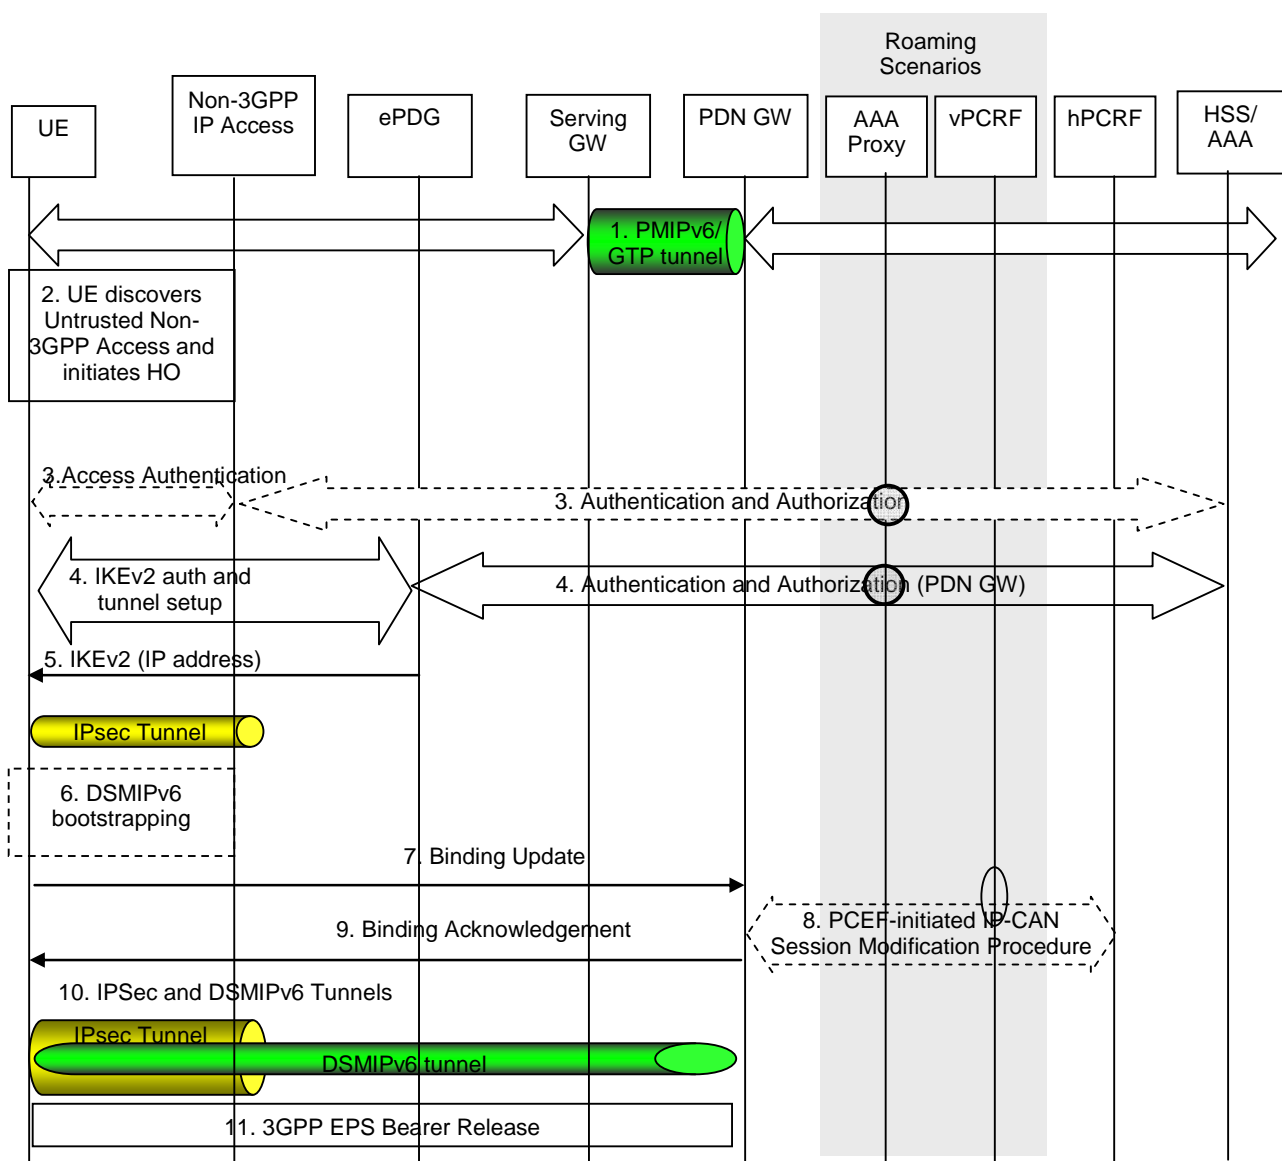 Roaming
Scenarios
UE
Non-3GPP
IP Access
ePDG
Serving
GW
PDN GW
AAA
Proxy
vPCRF
hPCRF
HSS/
AAA
1. PMIPv6/
GTP tunnel
2. UE discovers
Untrusted Non-
3GPP Access and
initiates HO
3.Access Authentication
3. Authentication and Authorization
4. IKEv2 auth and
tunnel setup
4. Authentication and Authorization (PDN GW)
5. IKEv2 (IP address)
IPsec Tunnel
6. DSMIPv6
bootstrapping
7. Binding Update
8. PCEF-initiated IP-CAN
Session Modification Procedure
9. Binding Acknowledgement
10. IPSec and DSMIPv6 Tunnels
IPsec Tunnel
DSMIPv6 tunnel
11. 3GPP EPS Bearer Release